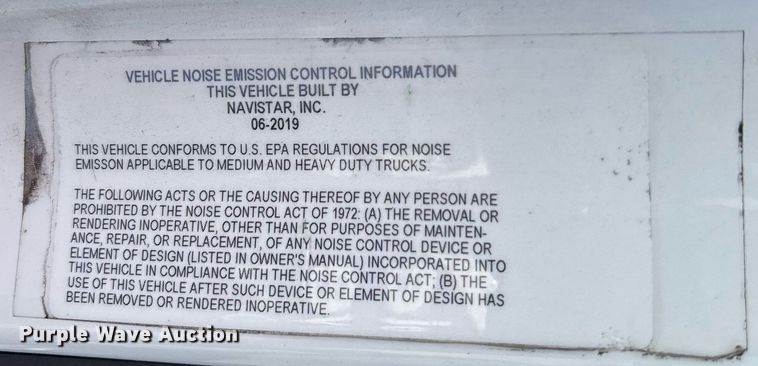 VEHICLE NOISE EMISSION CONTROL INFORMATION
THIS VEHICLE BUILT BY
NAVISTAR, INC.
06-2019
THIS VEHICLE CONFORMS TO U.S. EPA REGULATIONS FOR NOISE
EMISSON APPLICABLE TO MEDIUM AND HEAVY DUTY TRUCKS.
THE FOLLOWING ACTS OR THE CAUSING THEREOF BY ANY PERSON ARE
PROHIBITED BY THE NOISE CONTROL ACT OF 1972: (A) THE REMOVAL OR
RENDERING INOPERATIVE, OTHER THAN FOR PURPOSES OF MAINTEN-
ANCE, REPAIR, OR REPLACEMENT, OF ANY NOISE CONTROL DEVICE OR
ELEMENT OF DESIGN (LISTED IN OWNER'S MANUAL) INCORPORATED INTO
THIS VEHICLE IN COMPLIANCE WITH THE NOISE CONTROL ACT; (B) THE
USE OF THIS VEHICLE AFTER SUCH DEVICE OR ELEMENT OF DESIGN HAS
BEEN REMOVED OR RENDERED INOPERATIVE.
Purple Wave Auction